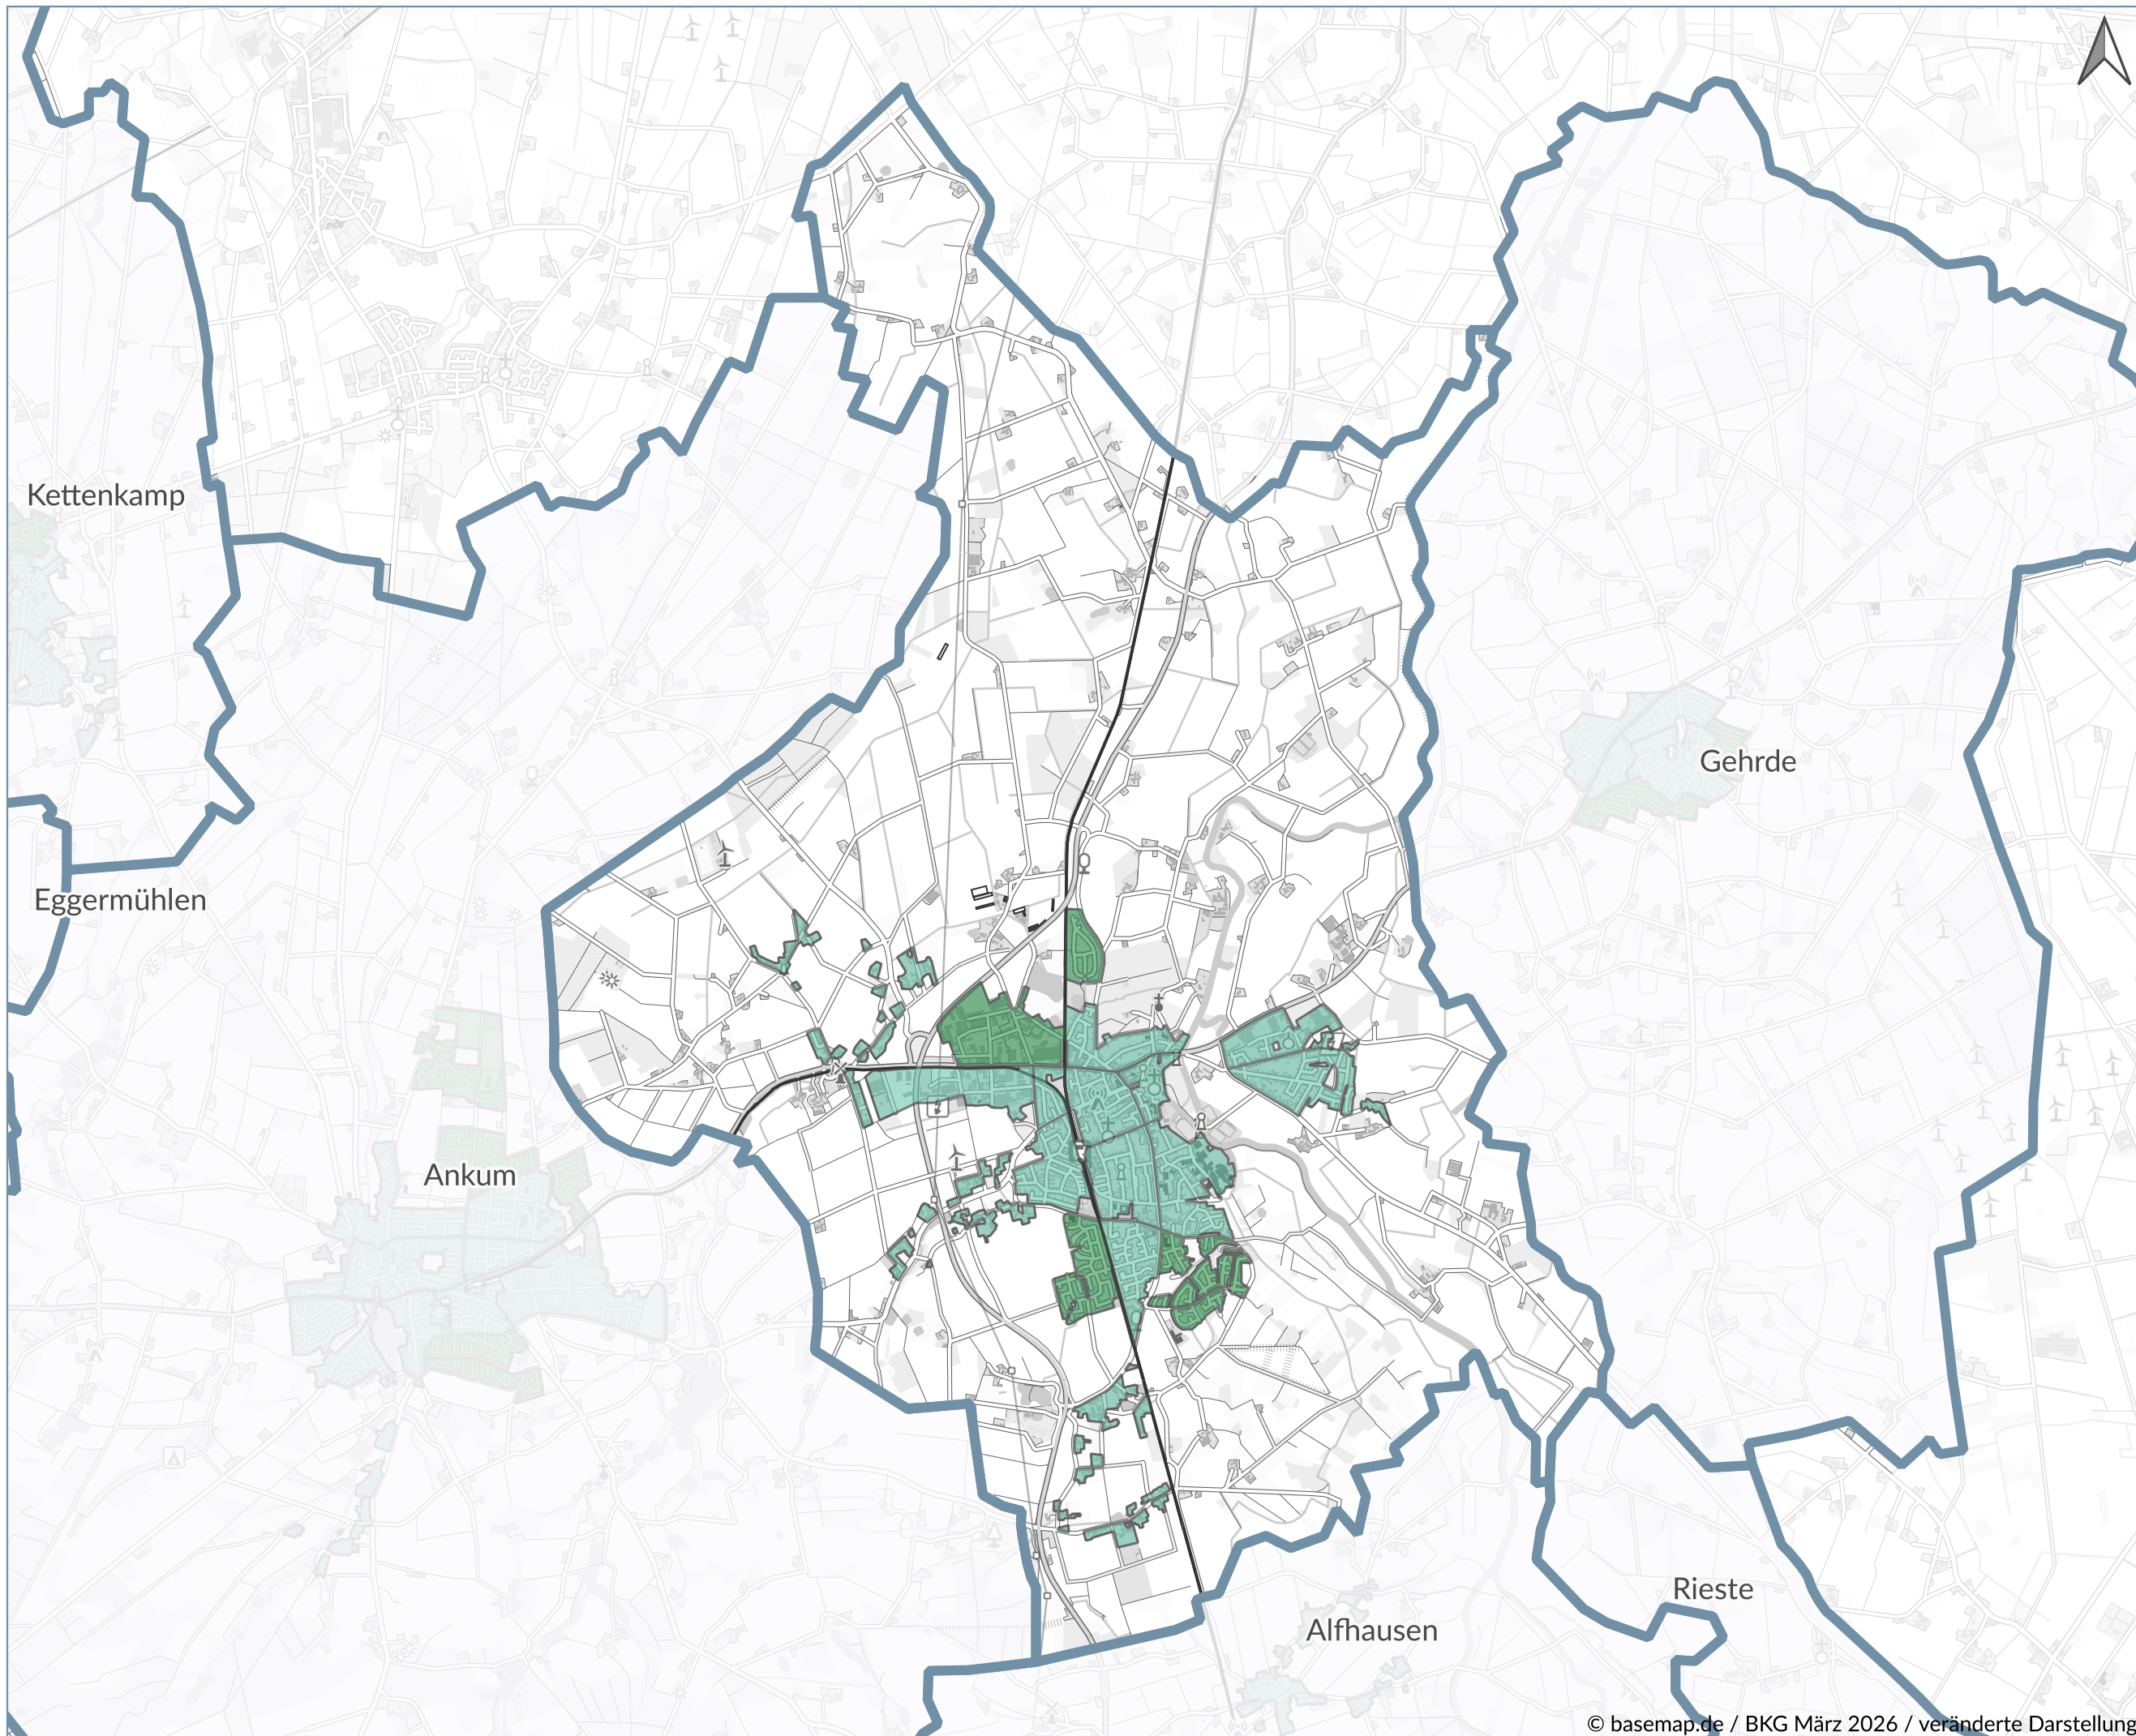 Kettenkamp
Gehrde
Eggermühlen
Ankum
Rieste
Alfhausen
© basemap.de / BKG März 2026 / veränderte Darstellung